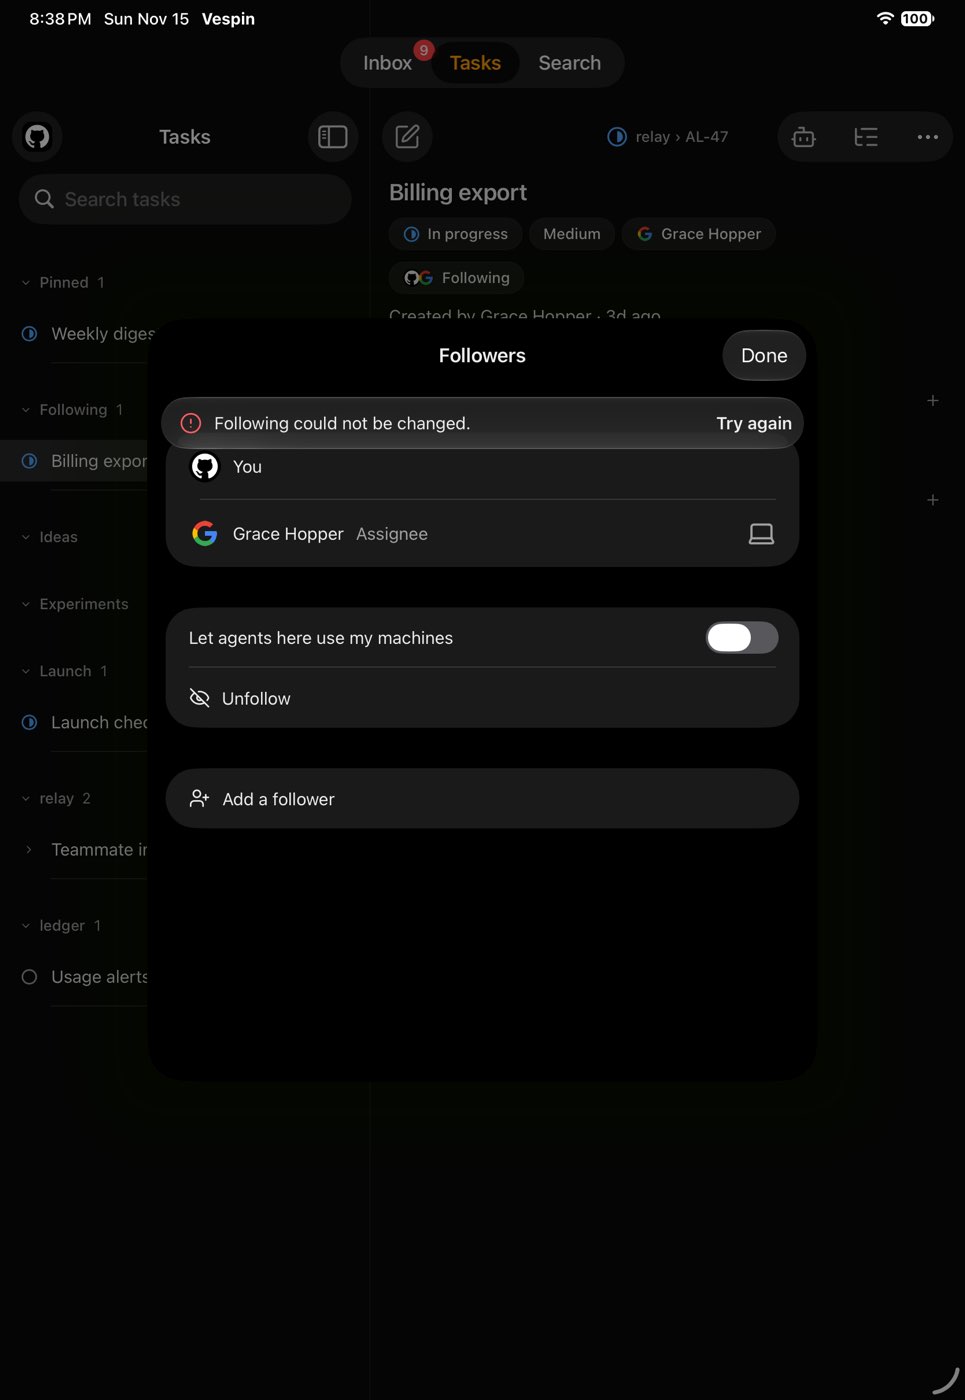 8:38 PM Sun Nov 15 Vespin
100
Inbox 9 Tasks Search
Tasks
relay › AL-47
Search tasks
Billing export
In progress Medium Grace Hopper
Following
Created by Grace Hopper · 3d ago
Pinned 1
Weekly diges
Following 1
Billing expor
Ideas
Experiments
Launch 1
Launch chec
relay 2
Teammate ir
ledger 1
Usage alerts
Followers
Done
Following could not be changed. Try again
You
Grace Hopper Assignee
Let agents here use my machines
Unfollow
Add a follower